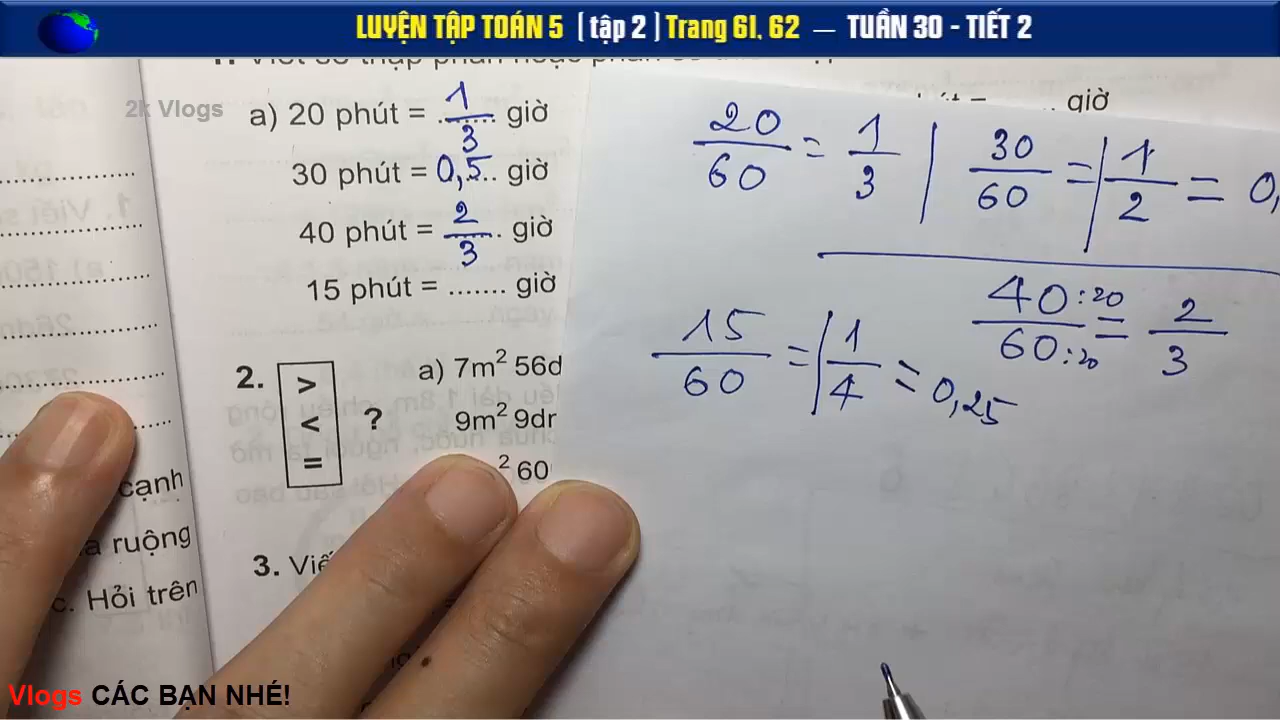 LUYỆN TẬP TOÁN 5 ( tập 2 ) Trang 61, 62 — TUẦN 30 - TIẾT 2
2k Vlogs
a) 20 phút = 1/3 giờ
30 phút = 0,5 giờ
40 phút = 2/3 giờ
15 phút = ....... giờ
2. > < = ?
a) 7m² 56d
9m² 9dr
² 60
3. Viế
cạnh
ruộng
c. Hỏi trên
giờ
20/60 = 1/3 | 30/60 = 1/2 = 0,
40:20/60:20 = 2/3
15/60 = 1/4 = 0,25
Vlogs CÁC BẠN NHÉ!